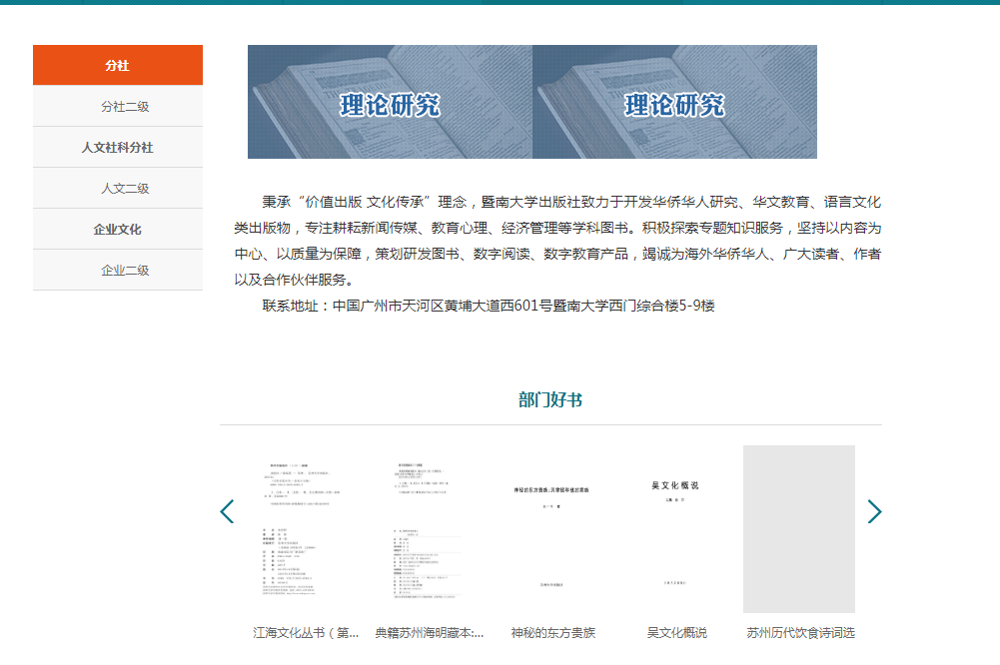 分社
分社二级
人文社科分社
人文二级
企业文化
企业二级
理论研究
理论研究
秉承“价值出版 文化传承”理念，暨南大学出版社致力于开发华侨华人研究、华文教育、语言文化
类出版物，专注耕耘新闻传媒、教育心理、经济管理等学科图书。积极探索专题知识服务，坚持以内容为
中心、以质量为保障，策划研发图书、数字阅读、数字教育产品，竭诚为海外华侨华人、广大读者、作者
以及合作伙伴服务。
联系地址：中国广州市天河区黄埔大道西601号暨南大学西门综合楼5-9楼
部门好书
吴文化概说
江海文化丛书（第...
典籍苏州海明藏本:...
神秘的东方贵族
吴文化概说
苏州历代饮食诗词选